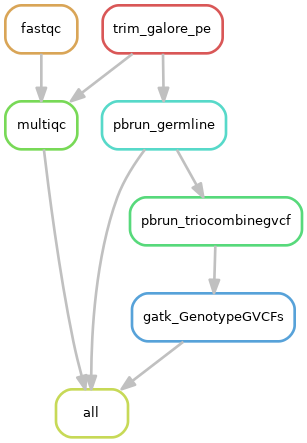 fastqc
trim_galore_pe
multiqc
pbrun_germline
pbrun_triocombinegvcf
gatk_GenotypeGVCFs
all